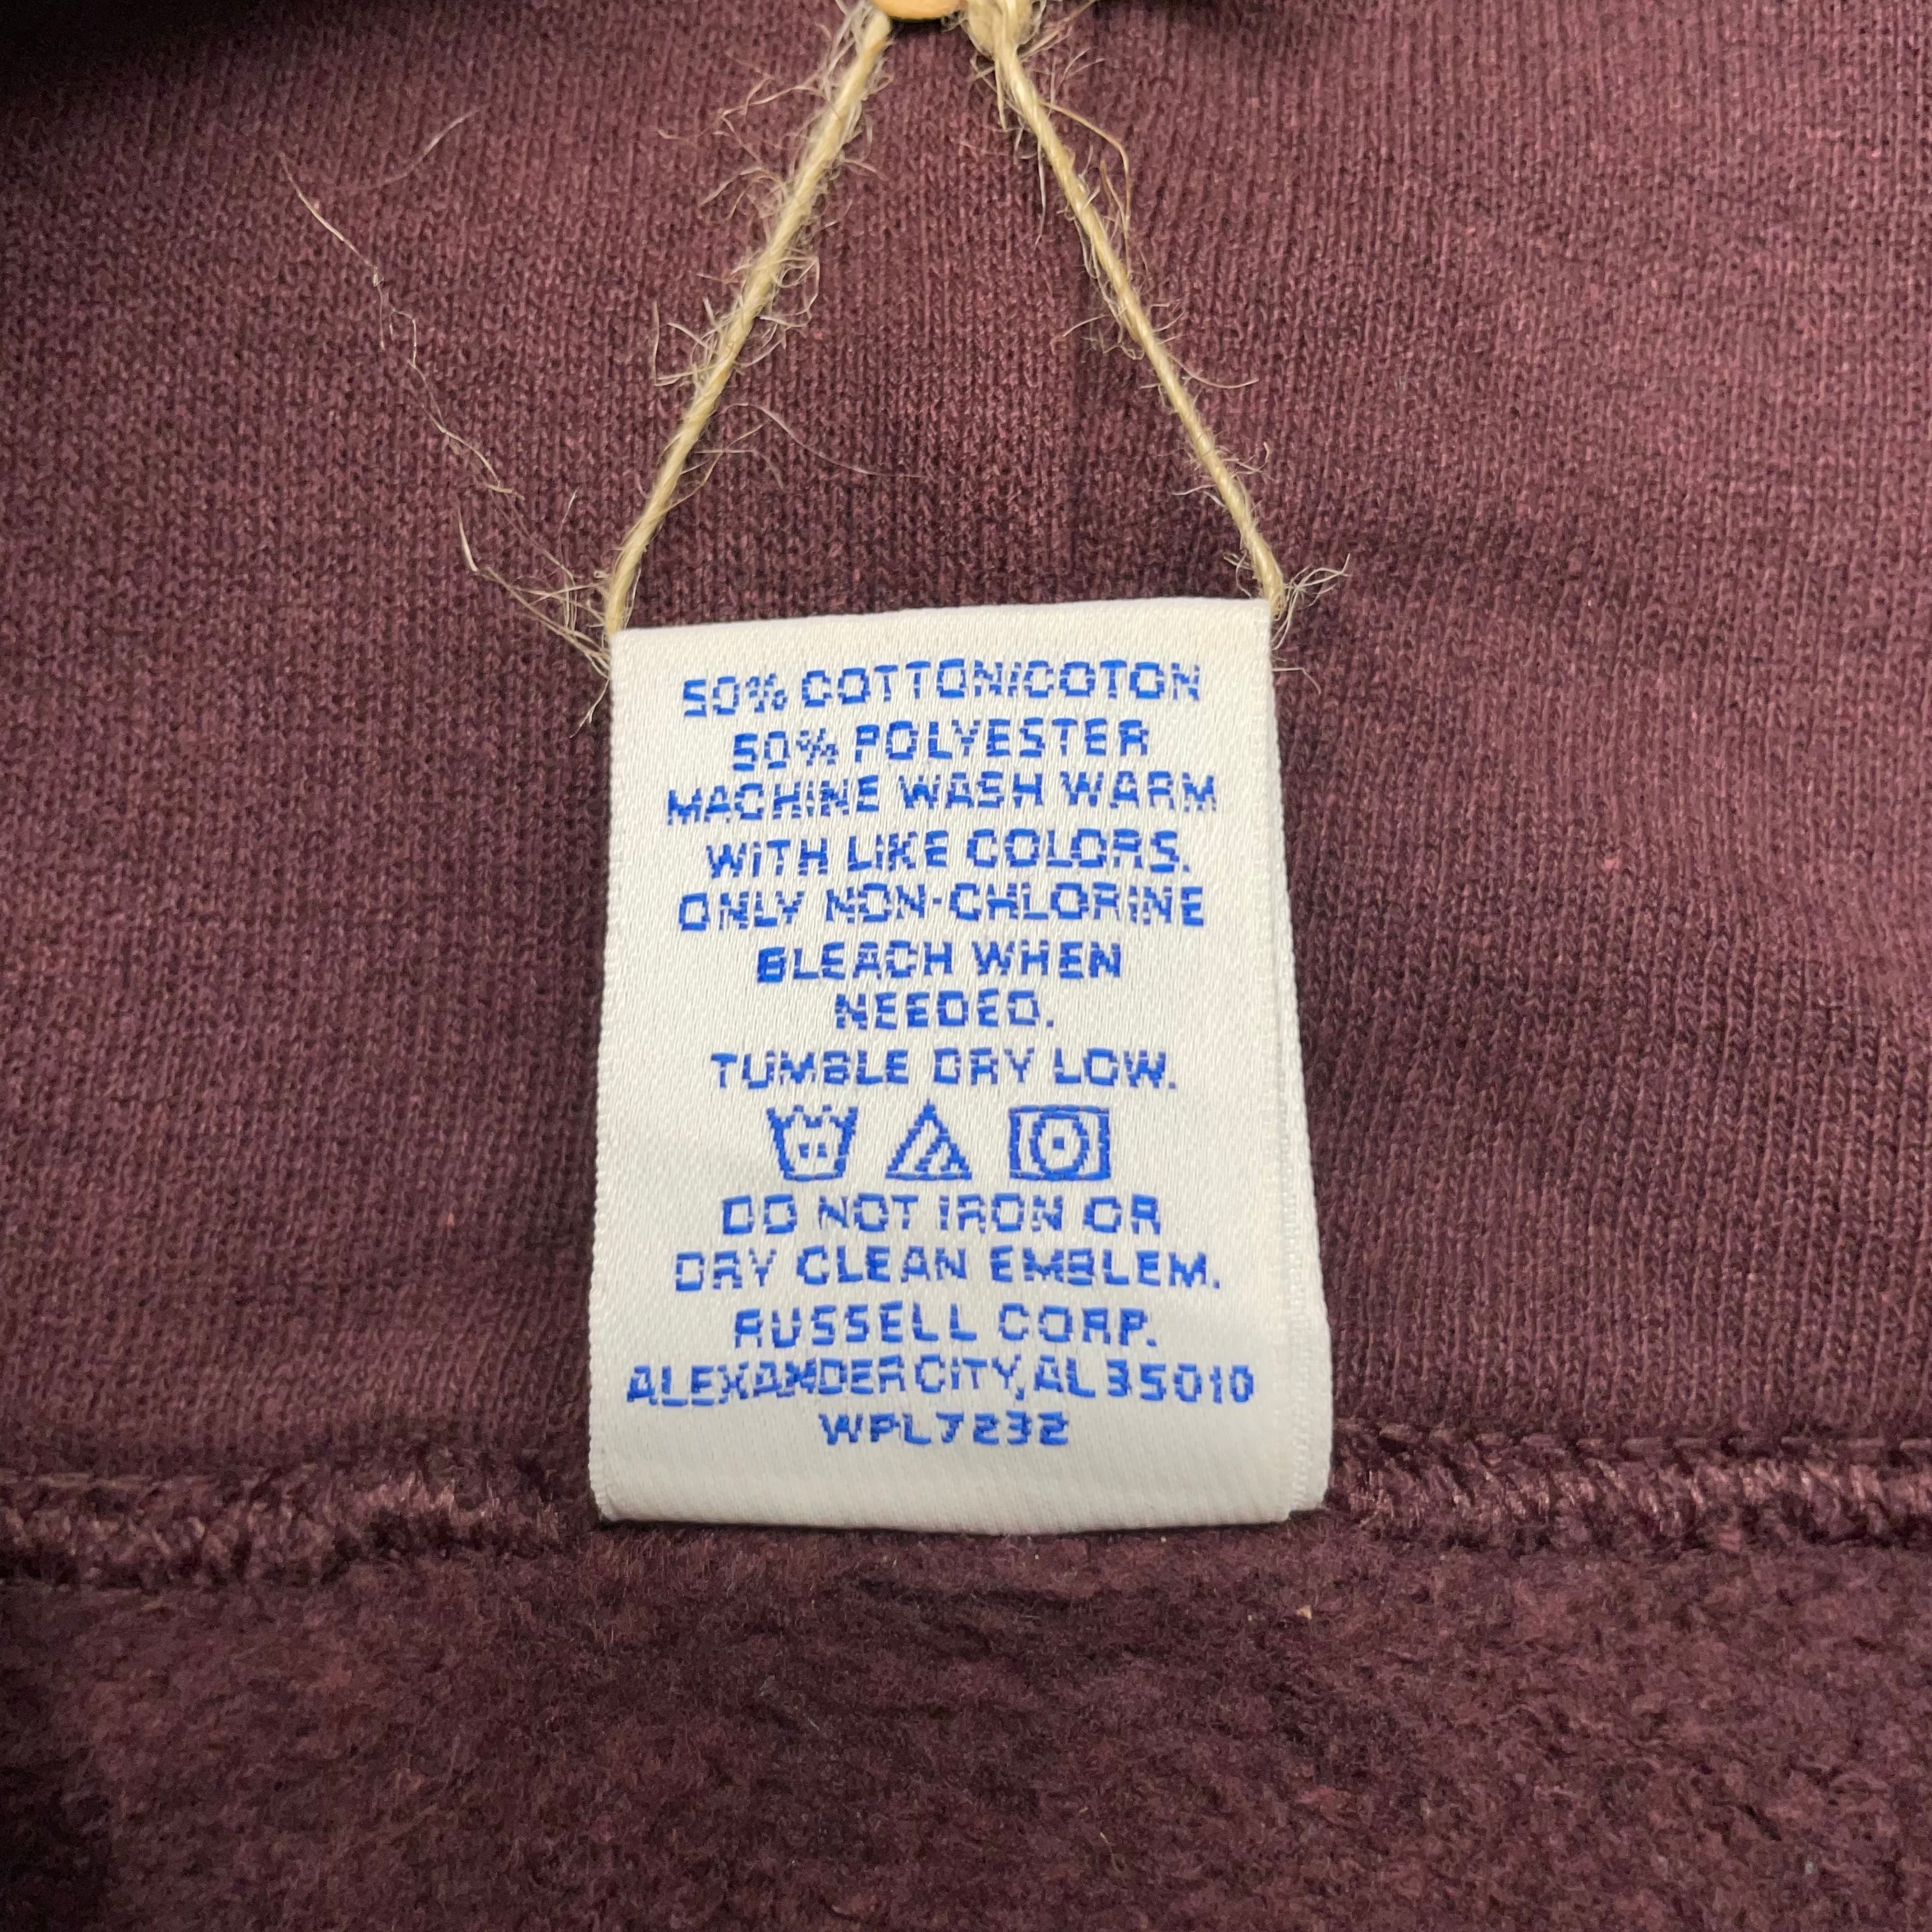 50% COTTON/COTON
50% POLYESTER
MACHINE WASH WARM
WITH LIKE COLORS.
ONLY NON-CHLORINE
BLEACH WHEN
NEEDED.
TUMBLE DRY LOW.
DO NOT IRON OR
DRY CLEAN EMBLEM.
RUSSELL CORP.
ALEXANDER CITY, AL 35010
WPL7232